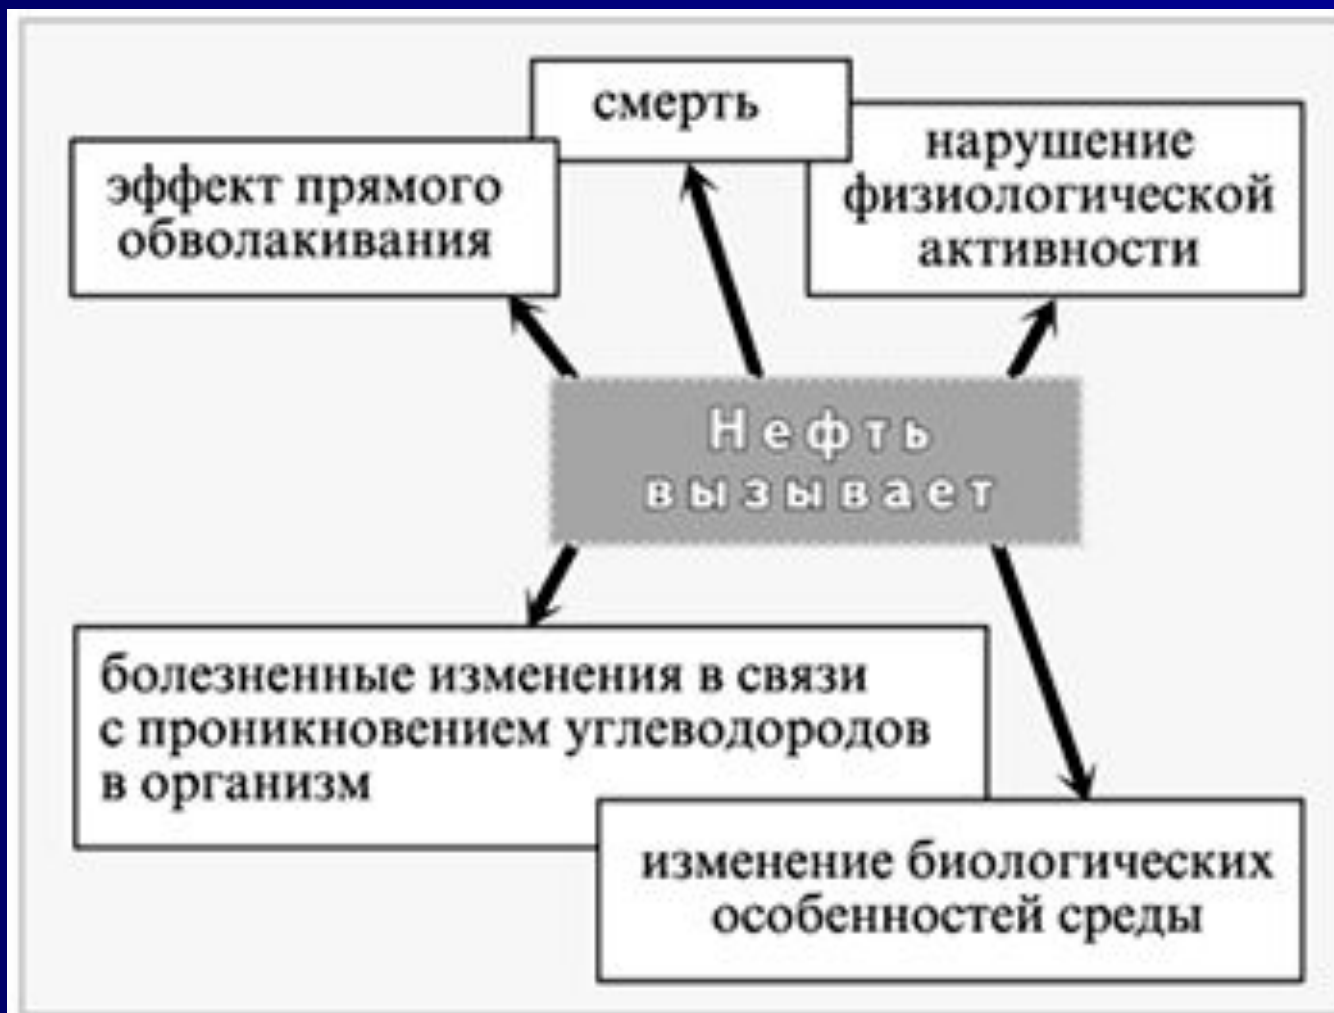 смерть
эффект прямого
обволакивания
нарушение
физиологической
активности
Нефть
вызывает
болезненные изменения в связи
с проникновением углеводородов
в организм
изменение биологических
особенностей среды